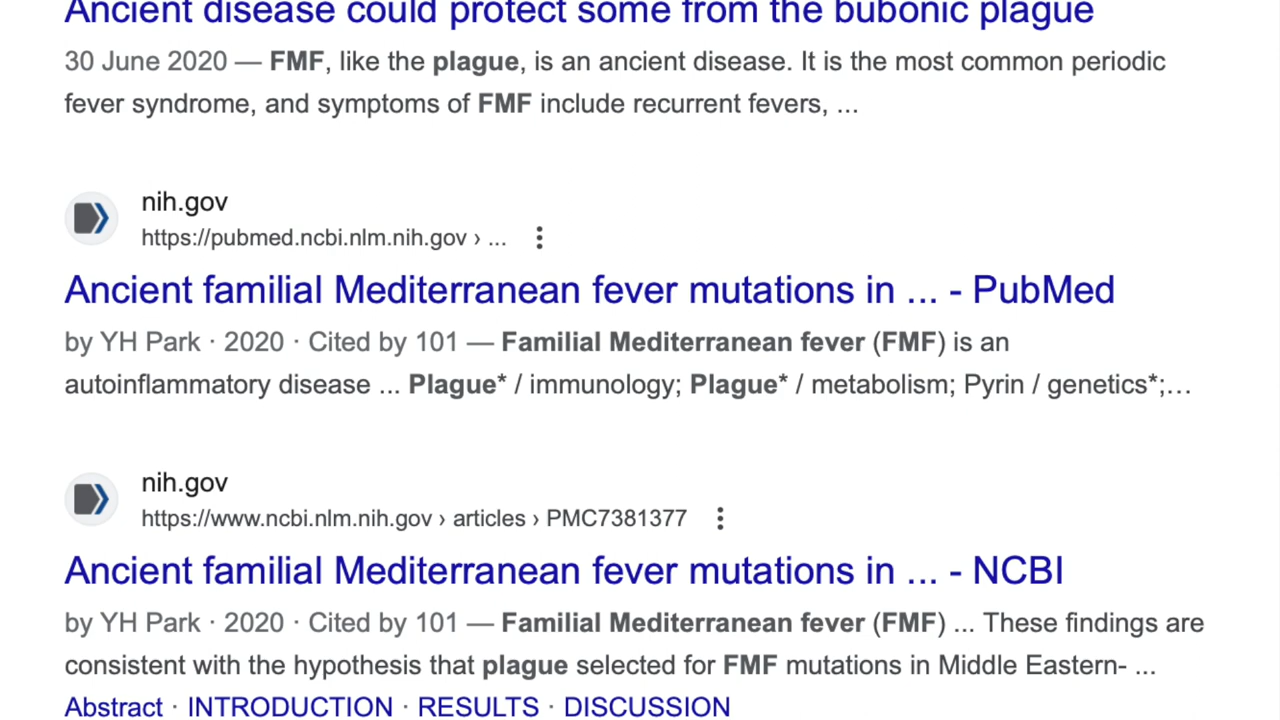 Ancient disease could protect some from the bubonic plague
30 June 2020 — FMF, like the plague, is an ancient disease. It is the most common periodic
fever syndrome, and symptoms of FMF include recurrent fevers, ...
nih.gov
https://pubmed.ncbi.nlm.nih.gov › ...
Ancient familial Mediterranean fever mutations in ... - PubMed
by YH Park · 2020 · Cited by 101 — Familial Mediterranean fever (FMF) is an
autoinflammatory disease ... Plague* / immunology; Plague* / metabolism; Pyrin / genetics*;...
nih.gov
https://www.ncbi.nlm.nih.gov › articles › PMC7381377
Ancient familial Mediterranean fever mutations in ... - NCBI
by YH Park · 2020 · Cited by 101 — Familial Mediterranean fever (FMF) ... These findings are
consistent with the hypothesis that plague selected for FMF mutations in Middle Eastern- ...
Abstract · INTRODUCTION · RESULTS · DISCUSSION